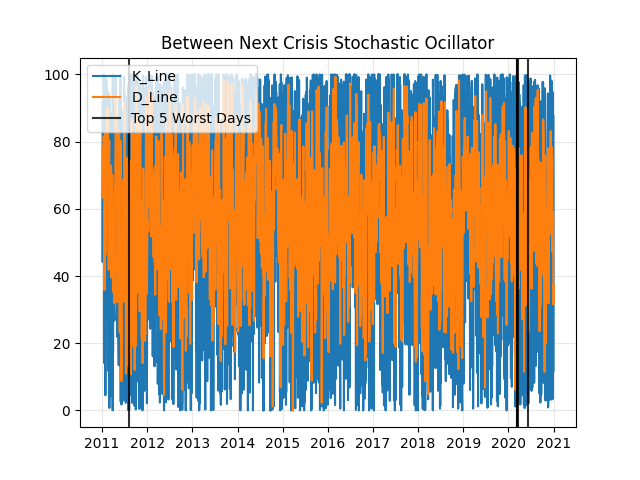 Between Next Crisis Stochastic Ocillator
K_Line
D_Line
Top 5 Worst Days
100
80
60
40
20
0
2011 2012 2013 2014 2015 2016 2017 2018 2019 2020 2021